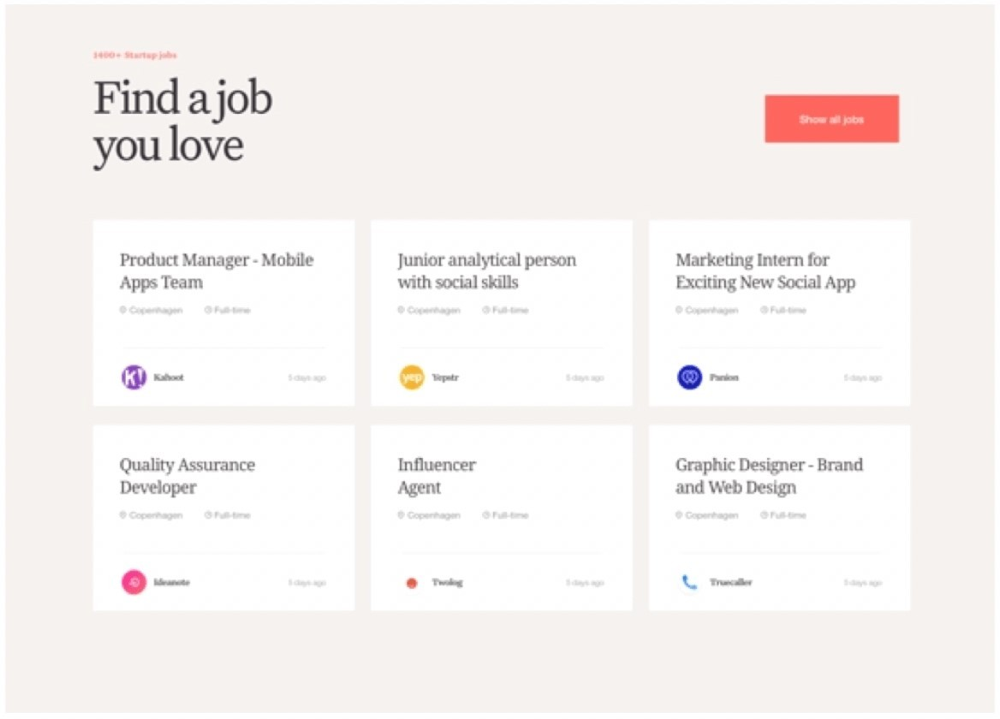 1400+ Startup jobs
Find a job
you love
Show all jobs
Product Manager - Mobile
Apps Team
Copenhagen Full-time
K! Kahoot 5 days ago
Junior analytical person
with social skills
Copenhagen Full-time
yep Yepstr 5 days ago
Marketing Intern for
Exciting New Social App
Copenhagen Full-time
Panion 5 days ago
Quality Assurance
Developer
Copenhagen Full-time
Ideanote 5 days ago
Influencer
Agent
Copenhagen Full-time
Twolog 5 days ago
Graphic Designer - Brand
and Web Design
Copenhagen Full-time
Truecaller 5 days ago